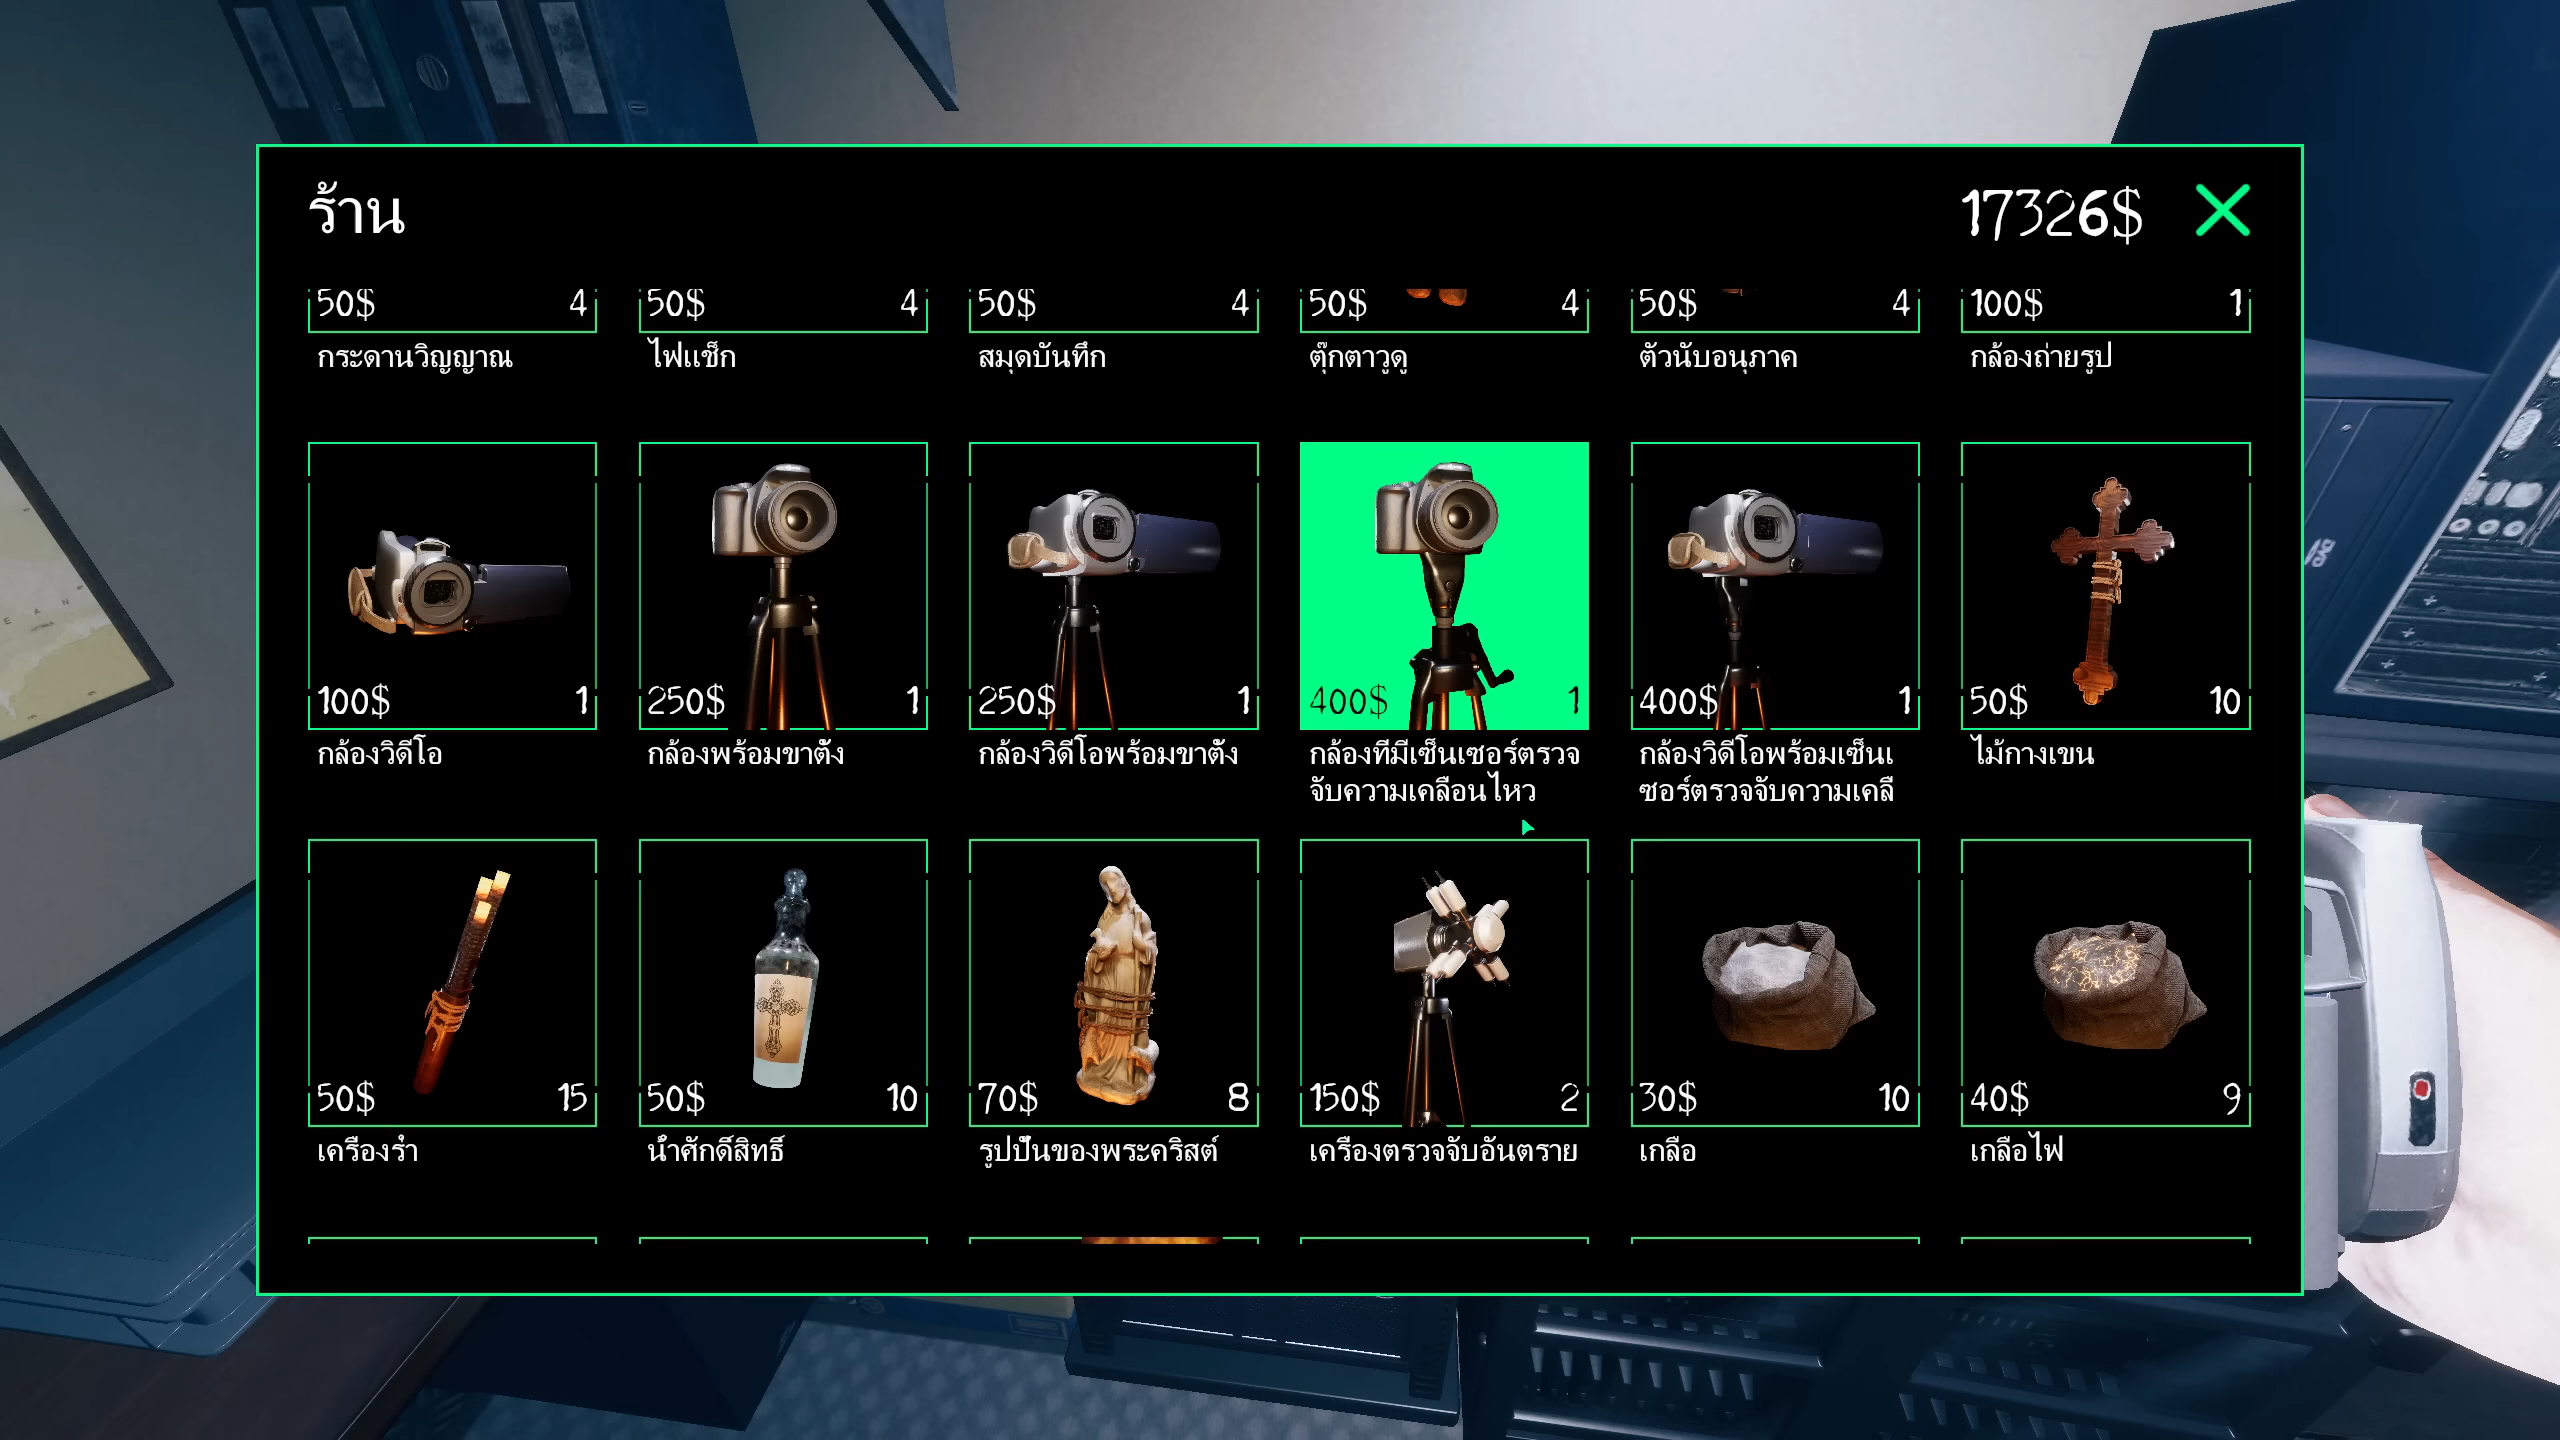 ร้าน
17326$
50$ 4
50$ 4
50$ 4
50$ 4
50$ 4
100$ 1
กระดานวิญญาณ
ไฟแช็ก
สมุดบันทึก
ตุ๊กตาวูดู
ตัวนับอนุภาค
กล้องถ่ายรูป
100$ 1
250$ 1
250$ 1
400$ 1
400$ 1
50$ 10
กล้องวิดีโอ
กล้องพร้อมขาตั้ง
กล้องวิดีโอพร้อมขาตั้ง
กล้องที่มีเซ็นเซอร์ตรวจ
จับความเคลื่อนไหว
กล้องวิดีโอพร้อมเซ็นเ
ซอร์ตรวจจับความเคลื่
ไม้กางเขน
50$ 15
50$ 10
70$ 8
150$ 2
30$ 10
40$ 9
เครื่องร่ำ
น้ำศักดิ์สิทธิ์
รูปปั้นของพระคริสต์
เครื่องตรวจจับอันตราย
เกลือ
เกลือไฟ